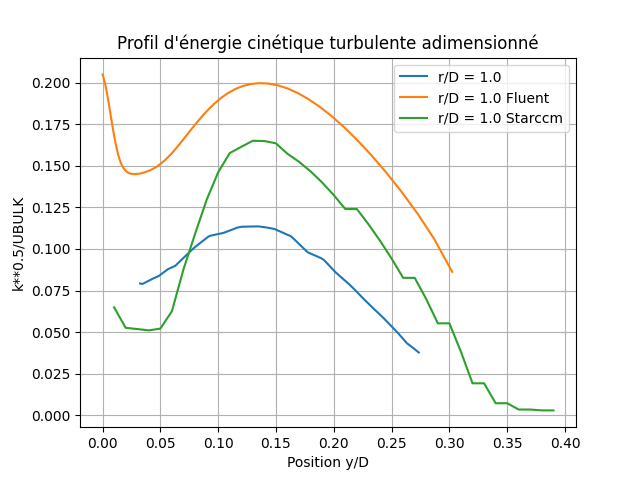 Profil d'énergie cinétique turbulente adimensionné
r/D = 1.0
r/D = 1.0 Fluent
r/D = 1.0 Starccm
k**0.5/UBULK
0.200
0.175
0.150
0.125
0.100
0.075
0.050
0.025
0.000
0.00 0.05 0.10 0.15 0.20 0.25 0.30 0.35 0.40
Position y/D